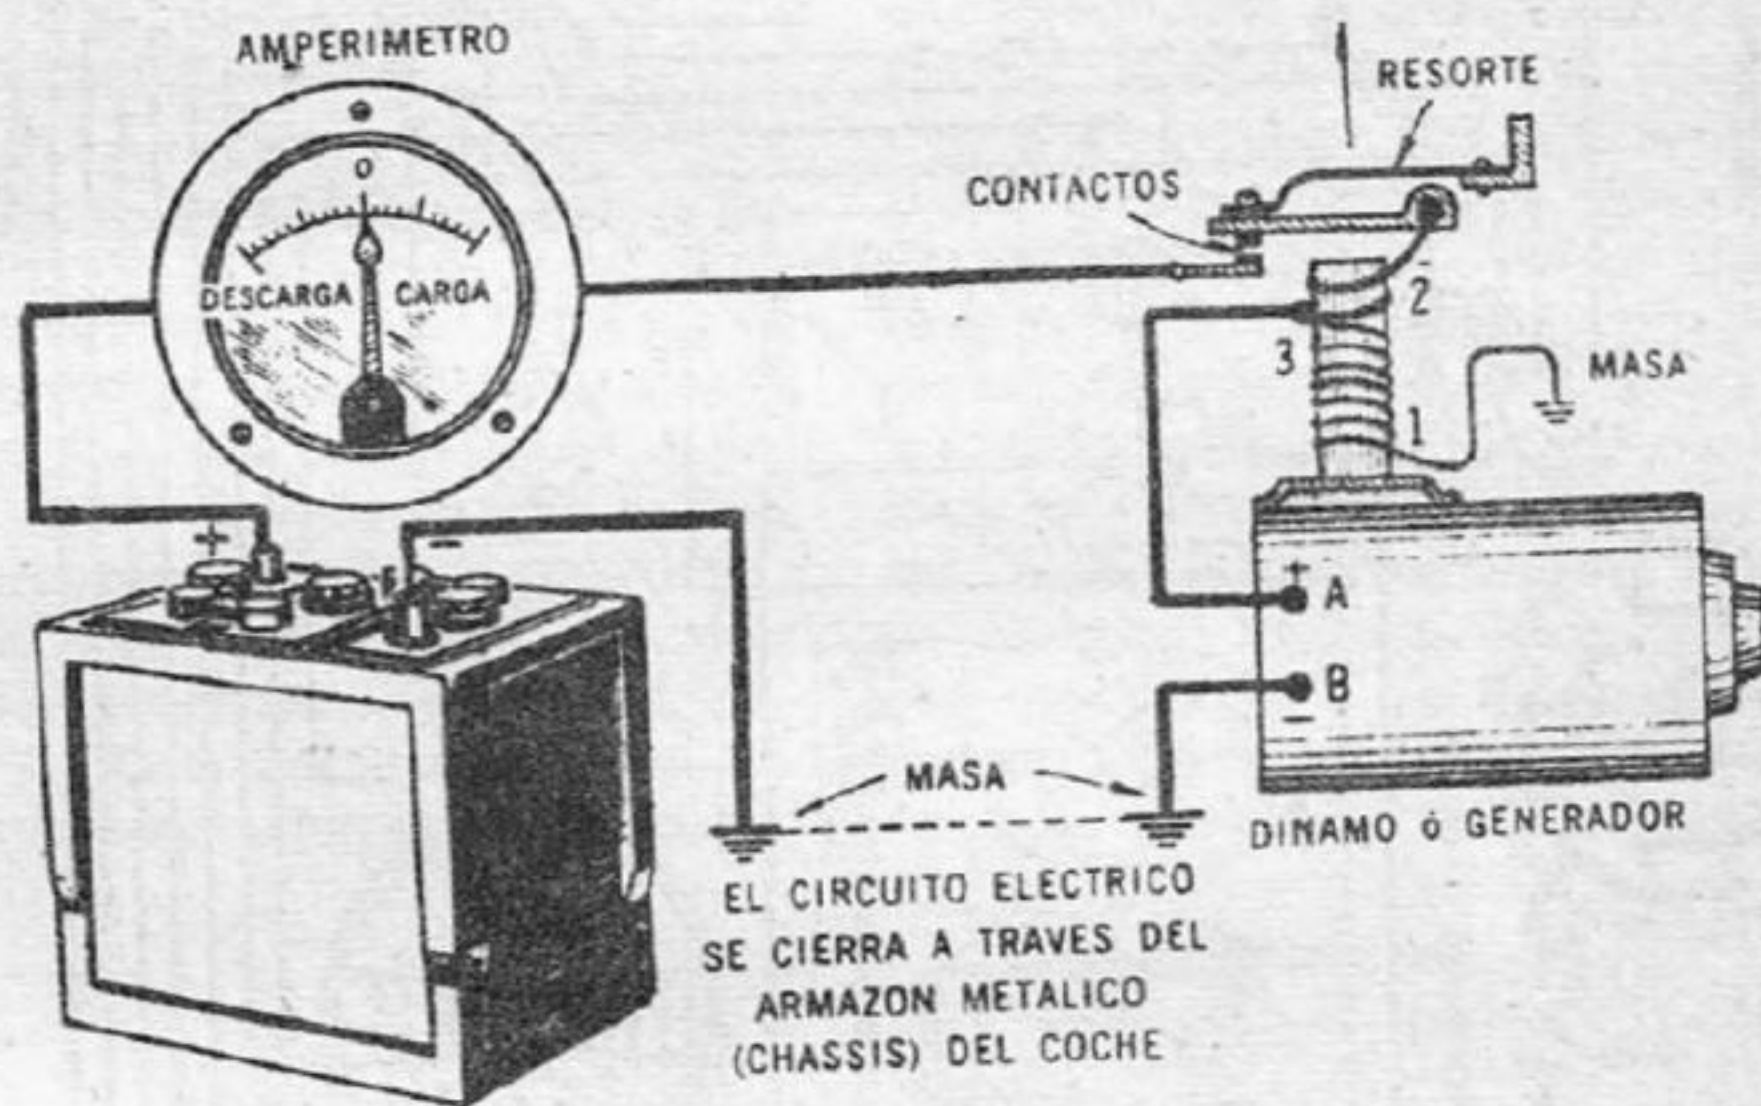 AMPERIMETRO
RESORTE
CONTACTOS
0
DESCARGA CARGA
2
3
MASA
1
+
-
+
A
B
-
MASA
DINAMO ó GENERADOR
EL CIRCUITO ELECTRICO
SE CIERRA A TRAVES DEL
ARMAZON METALICO
(CHASSIS) DEL COCHE